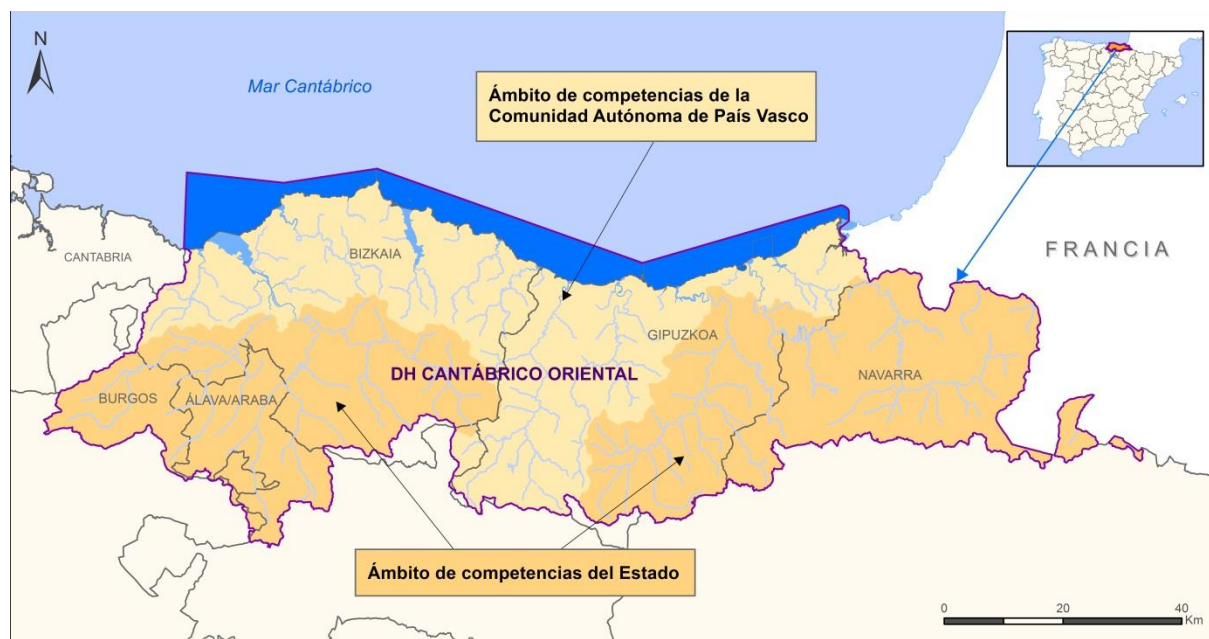 N
Mar Cantábrico
Ámbito de competencias de la
Comunidad Autónoma de País Vasco
FRANCIA
CANTABRIA
BIZKAIA
GIPUZKOA
DH CANTÁBRICO ORIENTAL
NAVARRA
BURGOS
ÁLAVA/ARABA
Ámbito de competencias del Estado
0 20 40
Km